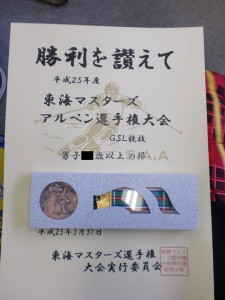 勝利を讃えて
平成25年度
東海マスターズ
アルペン選手権大会
GSL競技
男子 歳以上の部
S.A.A
平成25年3月31日
東海マスターズ選手権
大会実行委員会